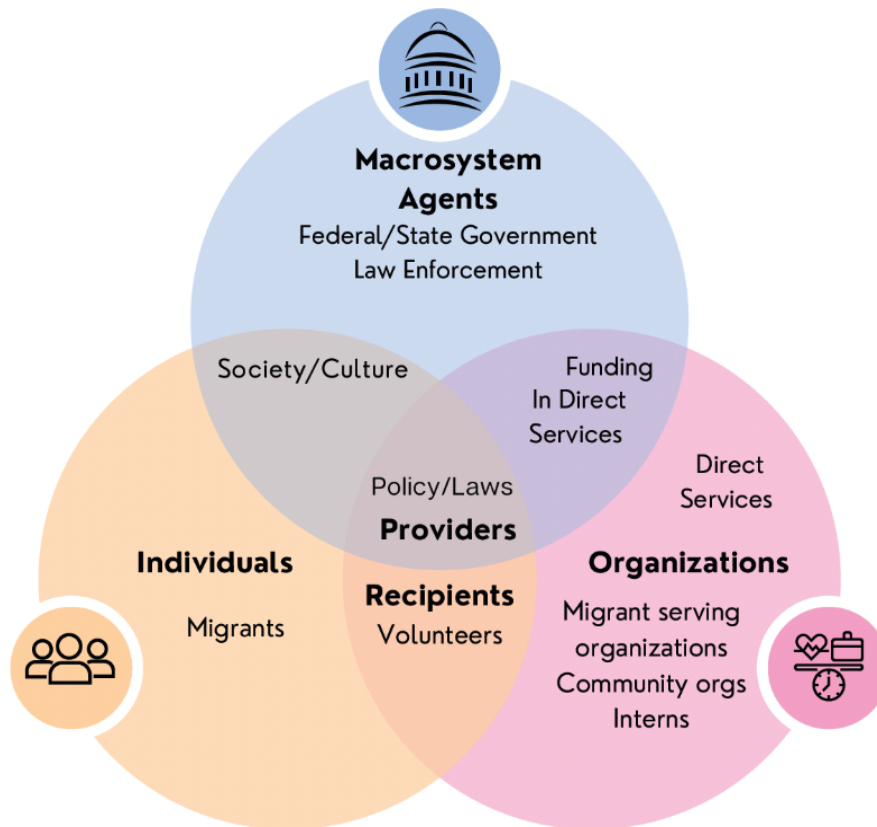 Macrosystem
Agents
Federal/State Government
Law Enforcement
Society/Culture
Funding
In Direct
Services
Direct
Services
Policy/Laws
Providers
Individuals
Migrants
Recipients
Volunteers
Organizations
Migrant serving
organizations
Community orgs
Interns